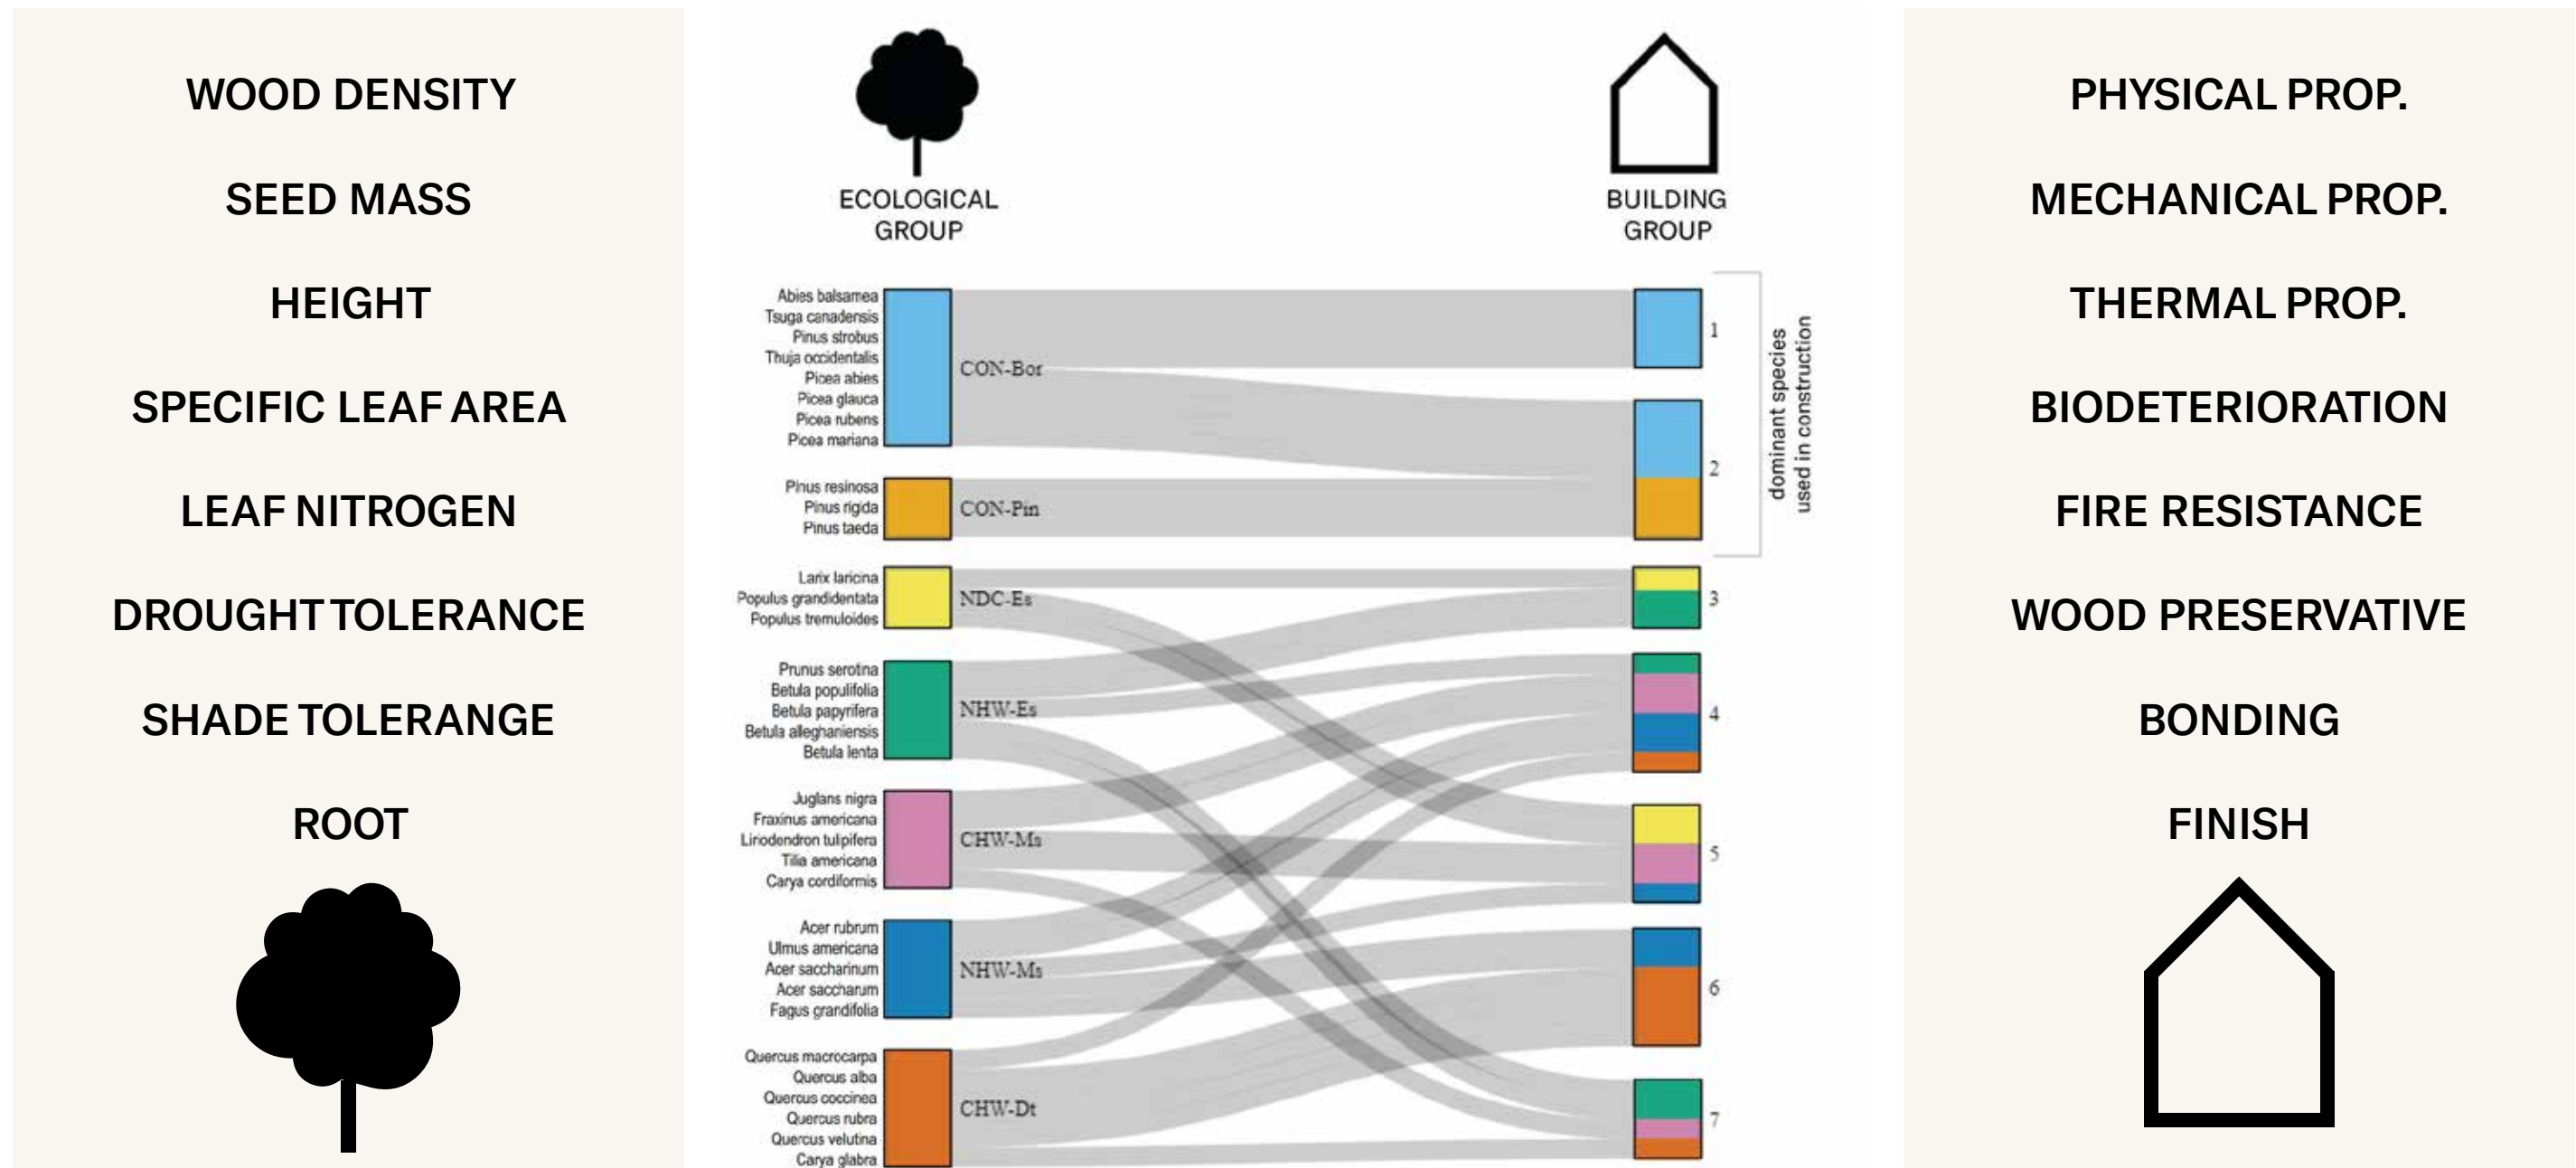 WOOD DENSITY
SEED MASS
HEIGHT
SPECIFIC LEAF AREA
LEAF NITROGEN
DROUGHT TOLERANCE
SHADE TOLERANGE
ROOT
ECOLOGICAL
GROUP
BUILDING
GROUP
Abies balsamea
Tsuga canadensis
Pinus strobus
Thuja occidentalis
Picea abies
Picea glauca
Picea rubens
Picea mariana
CON-Bor
Pinus resinosa
Pinus rigida
Pinus taeda
CON-Pin
Larix laricina
Populus grandidentata
Populus tremuloides
NDC-Es
Prunus serotina
Betula populifolia
Betula papyrifera
Betula alleghaniensis
Betula lenta
NHW-Es
Juglans nigra
Fraxinus americana
Liriodendron tulipifera
Tilia americana
Carya cordiformis
CHW-Ms
Acer rubrum
Ulmus americana
Acer saccharinum
Acer saccharum
Fagus grandifolia
NHW-Ms
Quercus macrocarpa
Quercus alba
Quercus coccinea
Quercus rubra
Quercus velutina
Carya glabra
CHW-Dt
1
2
3
4
5
6
7
dominant species
used in construction
PHYSICAL PROP.
MECHANICAL PROP.
THERMAL PROP.
BIODETERIORATION
FIRE RESISTANCE
WOOD PRESERVATIVE
BONDING
FINISH